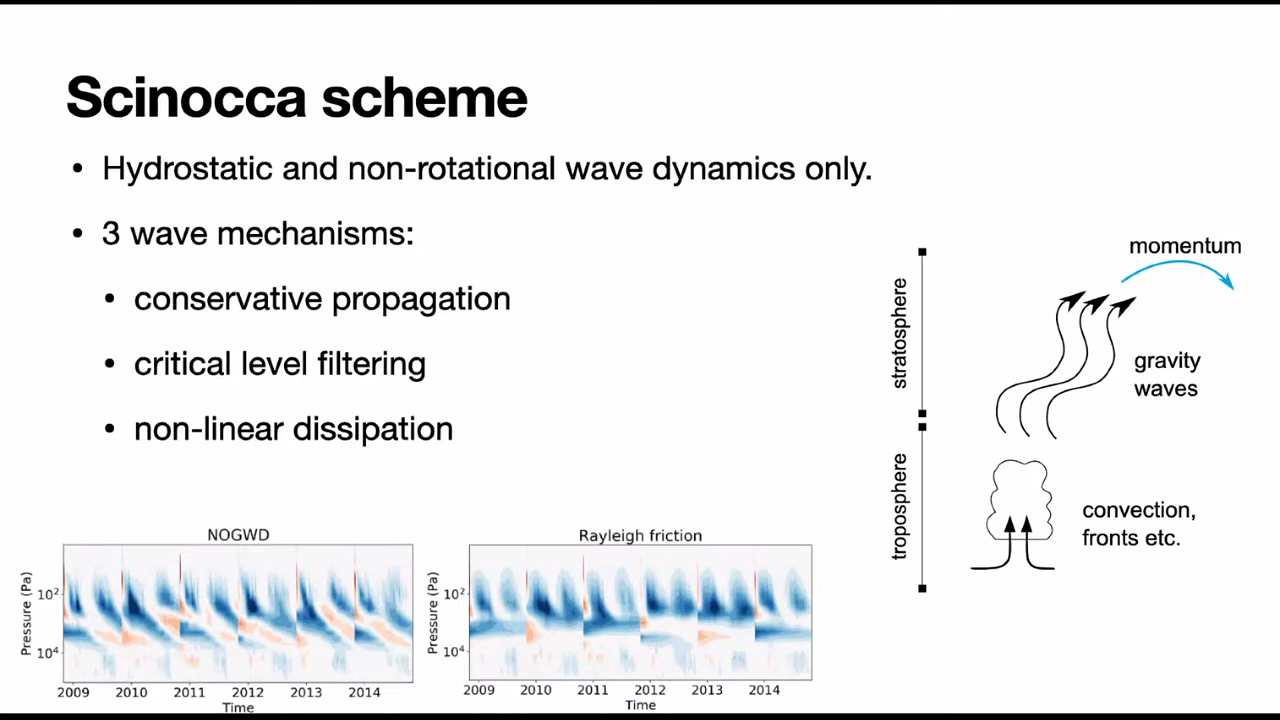 Scinocca scheme
• Hydrostatic and non-rotational wave dynamics only.
• 3 wave mechanisms:
• conservative propagation
• critical level filtering
• non-linear dissipation
momentum
stratosphere
gravity
waves
troposphere
convection,
fronts etc.
NOGWD
Pressure (Pa)
10²
10⁴
2009 2010 2011 2012 2013 2014
Time
Rayleigh friction
Pressure (Pa)
10²
10⁴
2009 2010 2011 2012 2013 2014
Time